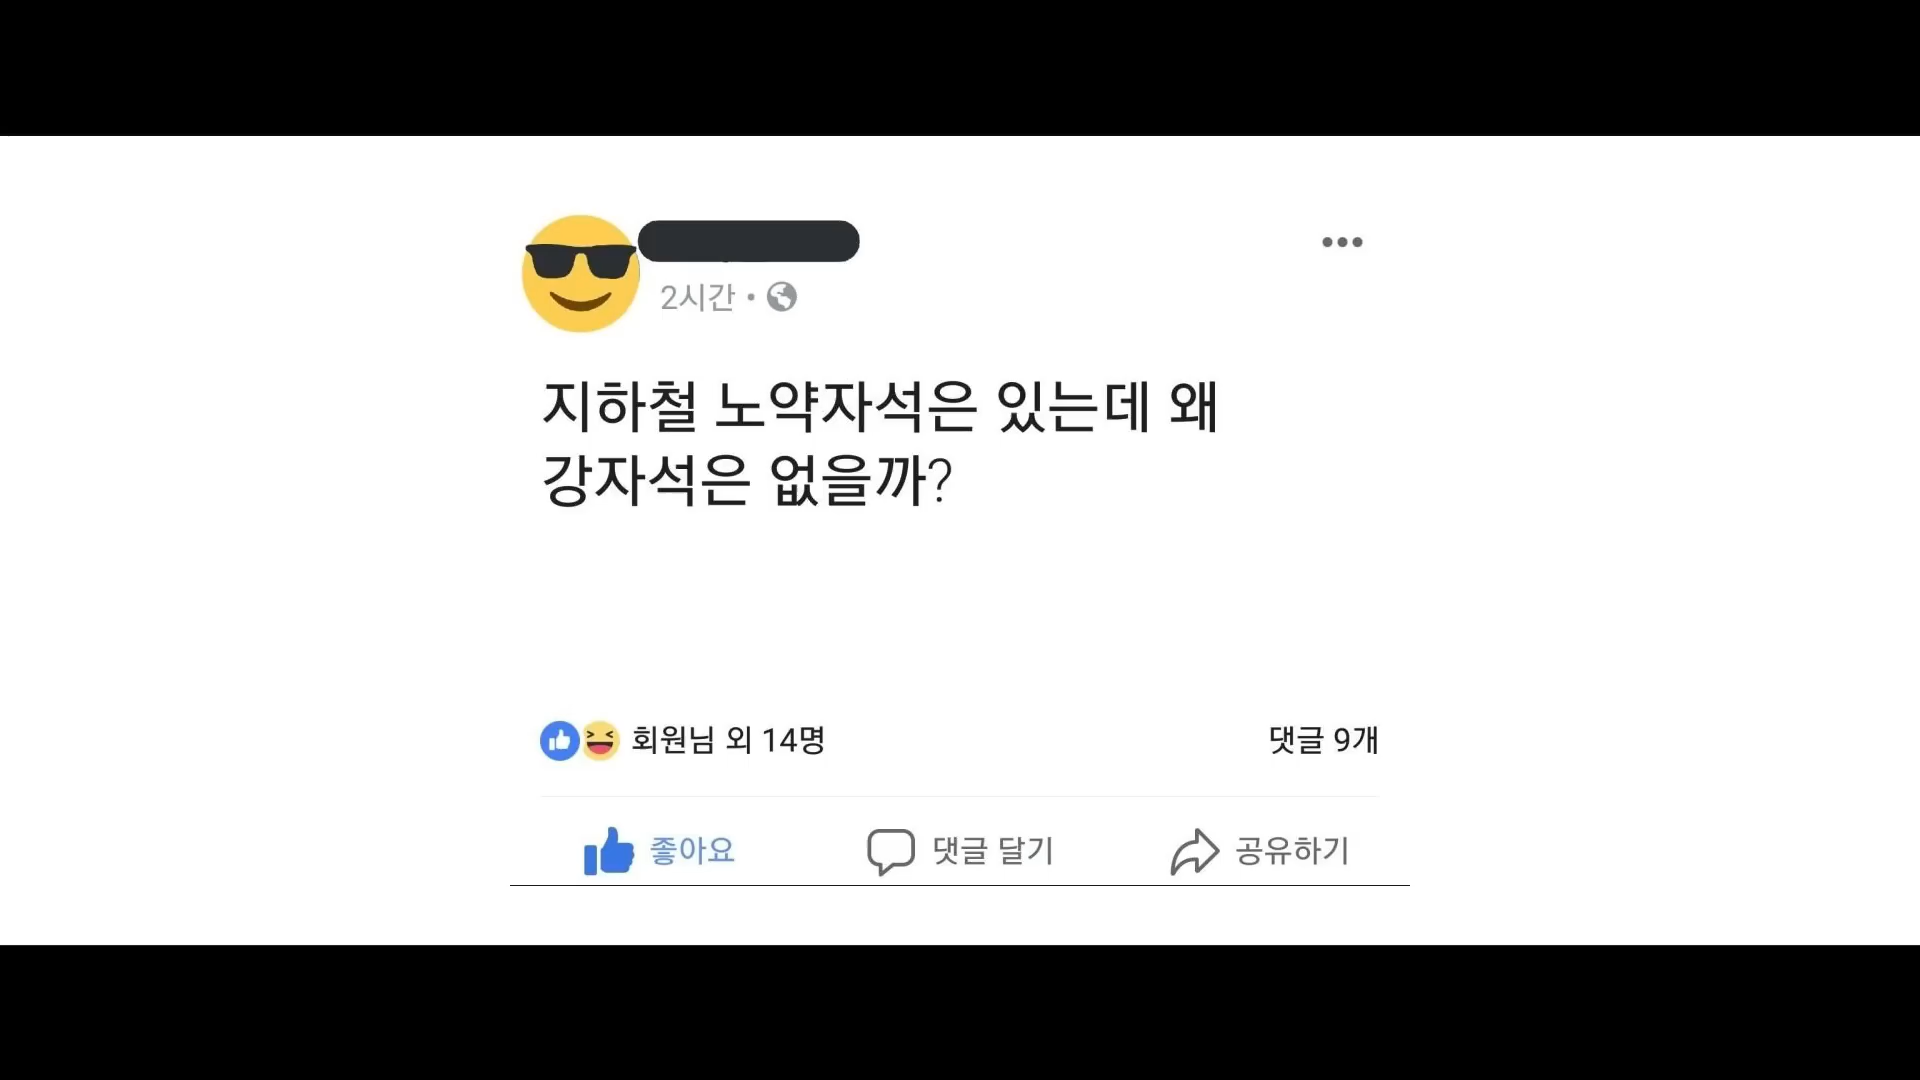 2시간 •
지하철 노약자석은 있는데 왜
강자석은 없을까?
회원님 외 14명
댓글 9개
좋아요
댓글 달기
공유하기